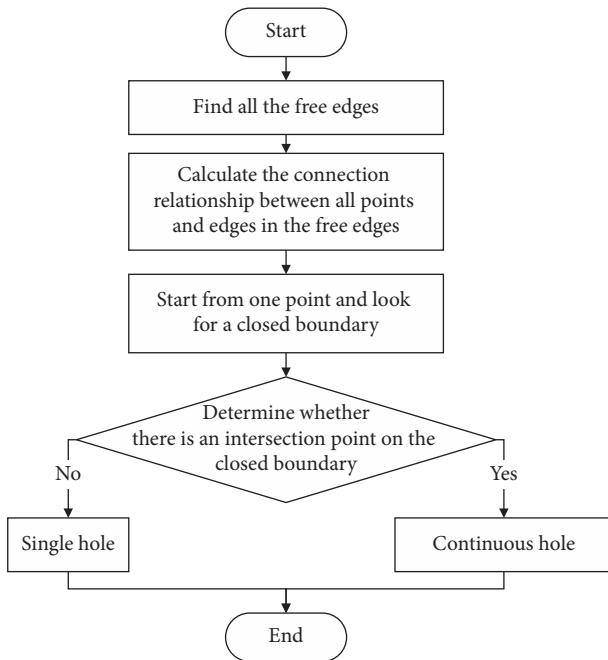 Start
Find all the free edges
Calculate the connection
relationship between all points
and edges in the free edges
Start from one point and look
for a closed boundary
Determine whether
there is an intersection point on the
closed boundary
No
Yes
Single hole
Continuous hole
End